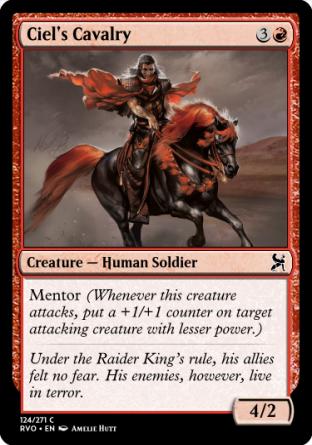 Ciel's Cavalry 3
Creature — Human Soldier
Mentor (Whenever this creature
attacks, put a +1/+1 counter on target
attacking creature with lesser power.)
Under the Raider King's rule, his allies
felt no fear. His enemies, however, live
in terror.
4/2
124/271 C
RVO • EN Amelie Hutt